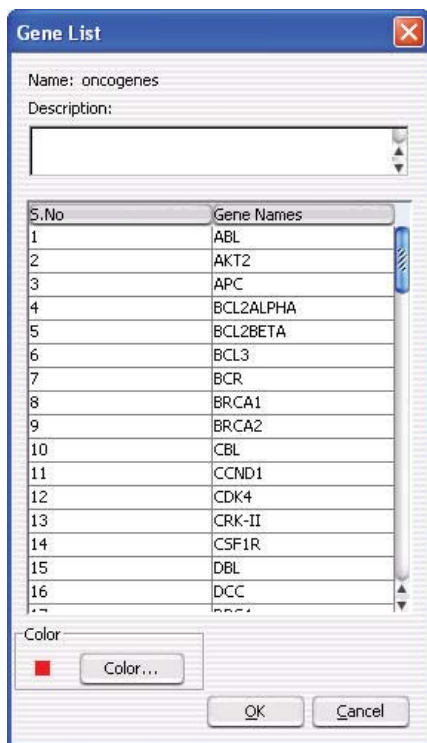 Gene List
Name: oncogenes
Description:
S.No Gene Names
1 ABL
2 AKT2
3 APC
4 BCL2ALPHA
5 BCL2BETA
6 BCL3
7 BCR
8 BRCA1
9 BRCA2
10 CBL
11 CCND1
12 CDK4
13 CRK-II
14 CSF1R
15 DBL
16 DCC
Color
Color...
OK Cancel